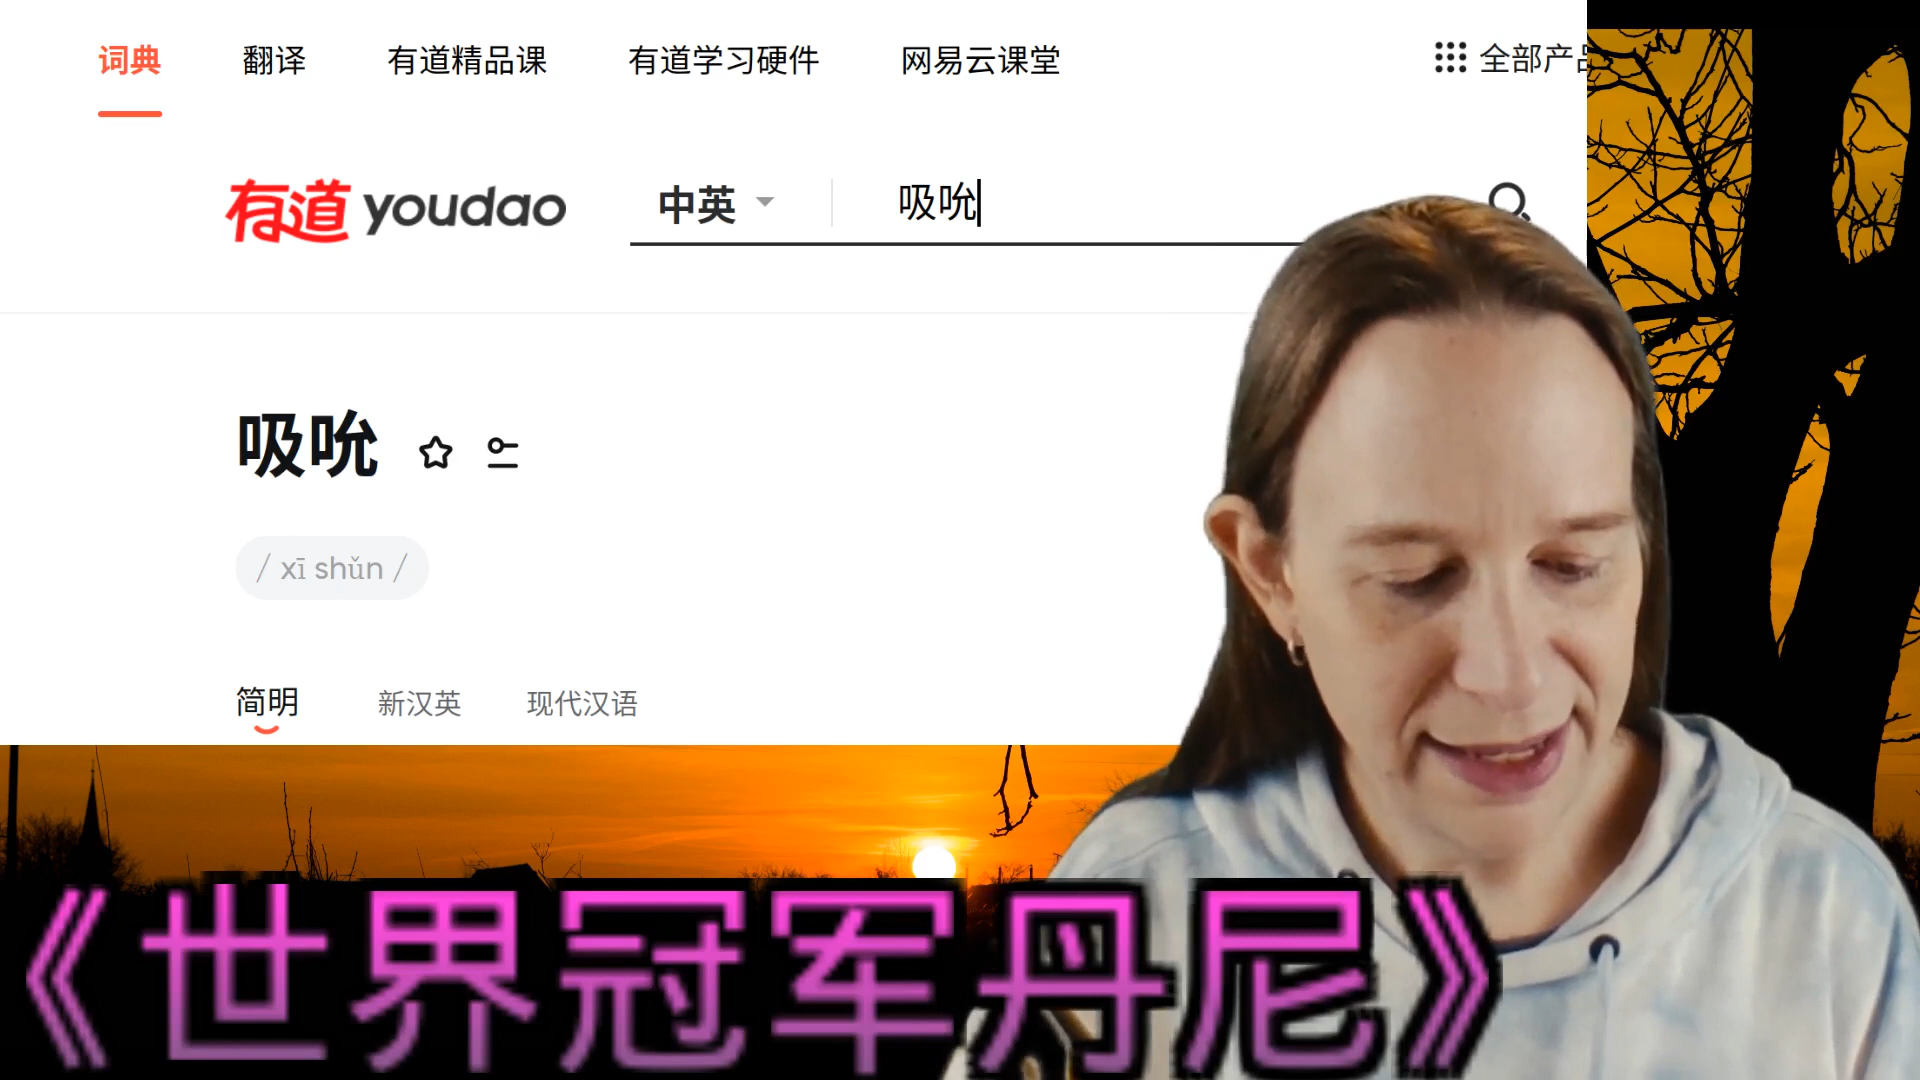 词典 翻译 有道精品课 有道学习硬件 网易云课堂 全部产品
有道 youdao 中英 吸吮
吸吮
/ xī shǔn /
简明 新汉英 现代汉语
《世界冠军丹尼》